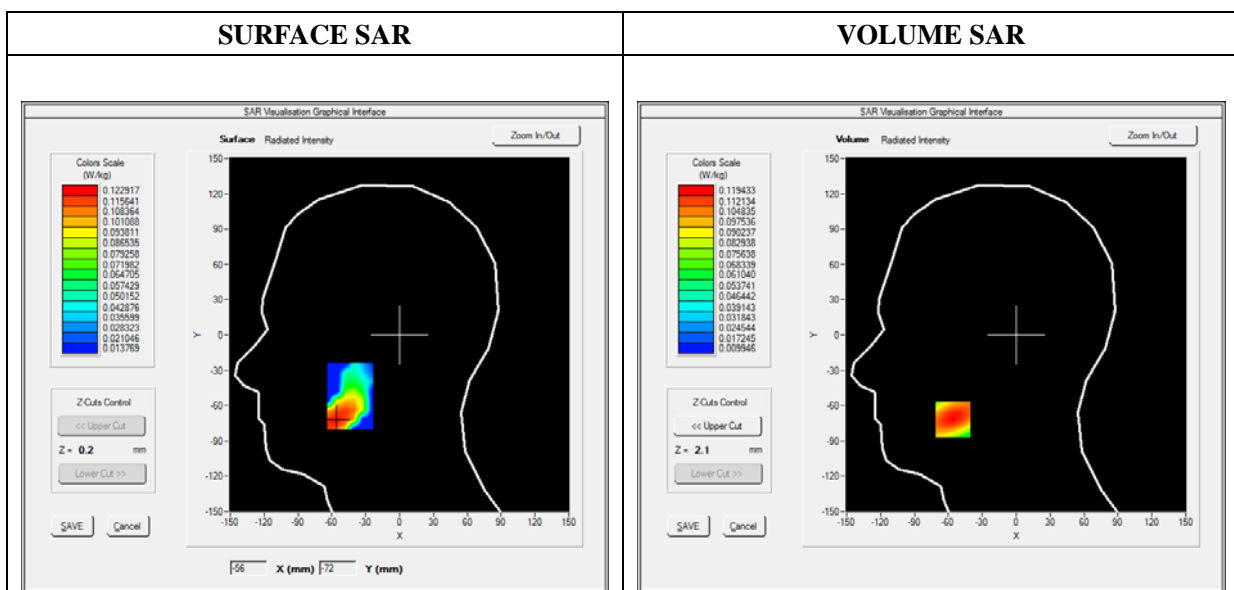 SURFACE SAR
SAR Visualisation Graphical Interface
Surface Radiated Intensity
Zoom In/Out
Colors Scale
(W/kg)
0.122917
0.115641
0.108364
0.101088
0.093811
0.086535
0.079258
0.071982
0.064705
0.057429
0.050152
0.042876
0.035599
0.028323
0.021046
0.013769
Z-Cuts Control
<< Upper Cut
Z = 0.2 mm
Lower Cut >>
SAVE Cancel
150
120
90
60
30
Y 0
-30
-60
-90
-120
-150
-150 -120 -90 -60 -30 0 30 60 90 120 150
X
-56 X (mm) -72 Y (mm)
VOLUME SAR
SAR Visualisation Graphical Interface
Volume Radiated Intensity
Zoom In/Out
Colors Scale
(W/kg)
0.119433
0.112134
0.104835
0.097536
0.090237
0.082938
0.075638
0.068339
0.061040
0.053741
0.046442
0.039143
0.031843
0.024544
0.017245
0.009946
Z-Cuts Control
<< Upper Cut
Z = 2.1 mm
Lower Cut >>
SAVE Cancel
150
120
90
60
30
Y 0
-30
-60
-90
-120
-150
-150 -120 -90 -60 -30 0 30 60 90 120 150
X